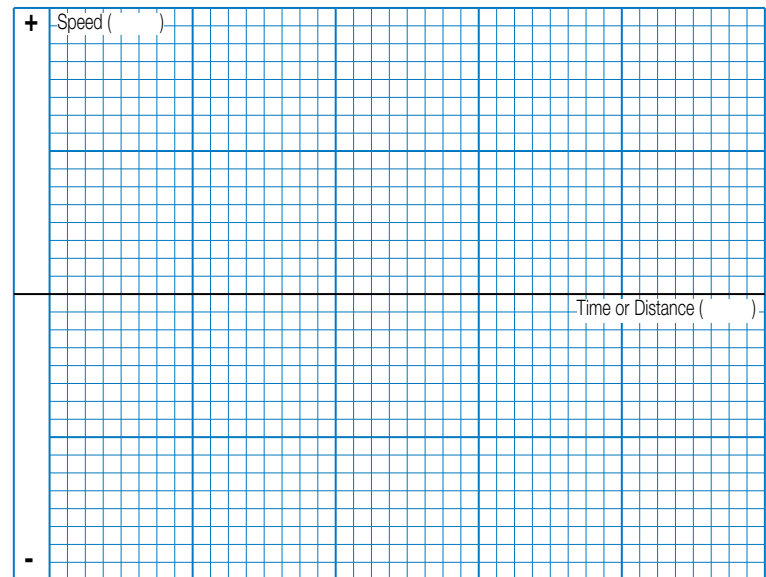 + Speed ( )
Time or Distance ( )
-